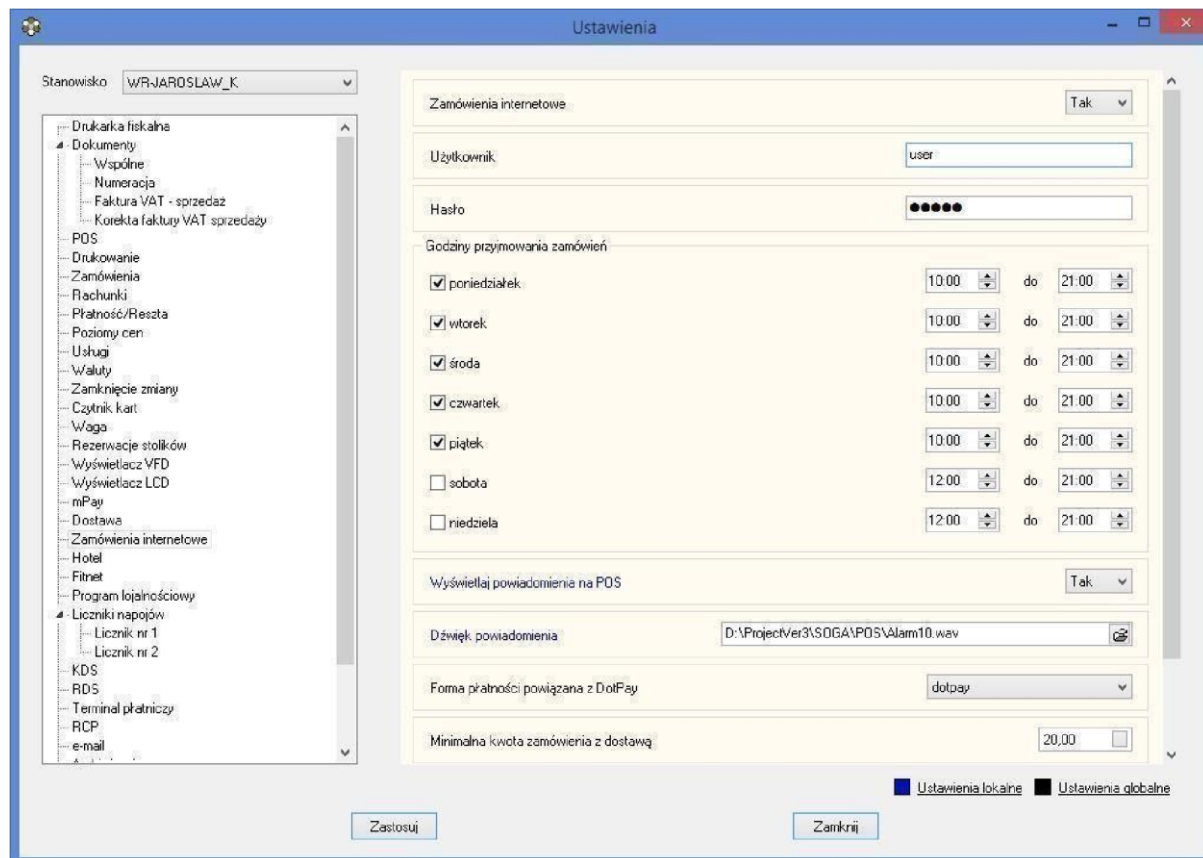 Ustawienia
Stanowisko WR-JAROSLAW_K
Drukarka fiskalna
Dokumenty
Wspólne
Numeracja
Faktura VAT - sprzedaż
Korekta faktury VAT sprzedaży
POS
Drukowanie
Zamówienia
Rachunki
Płatność/Reszta
Poziomy cen
Usługi
Waluty
Zamknięcie zmiany
Czytnik kart
Waga
Rezerwacje stolików
Wyświetlacz VFD
Wyświetlacz LCD
mPay
Dostawa
Zamówienia internetowe
Hotel
Fitnet
Program lojalnościowy
Liczniki napojów
Licznik nr 1
Licznik nr 2
KDS
RDS
Terminal płatniczy
RCP
e-mail
Zamówienia internetowe Tak
Użytkownik user
Hasło
Godziny przyjmowania zamówień
poniedziałek 10:00 do 21:00
wtorek 10:00 do 21:00
środa 10:00 do 21:00
czwartek 10:00 do 21:00
piątek 10:00 do 21:00
sobota 12:00 do 21:00
niedziela 12:00 do 21:00
Wyświetlaj powiadomienia na POS Tak
Dźwięk powiadomienia D:\ProjectVer3\SOGA\POS\Alarm10.wav
Forma płatności powiązana z DotPay dotpay
Minimalna kwota zamówienia z dostawą 20,00
Ustawienia lokalne Ustawienia globalne
Zastosuj Zamknij